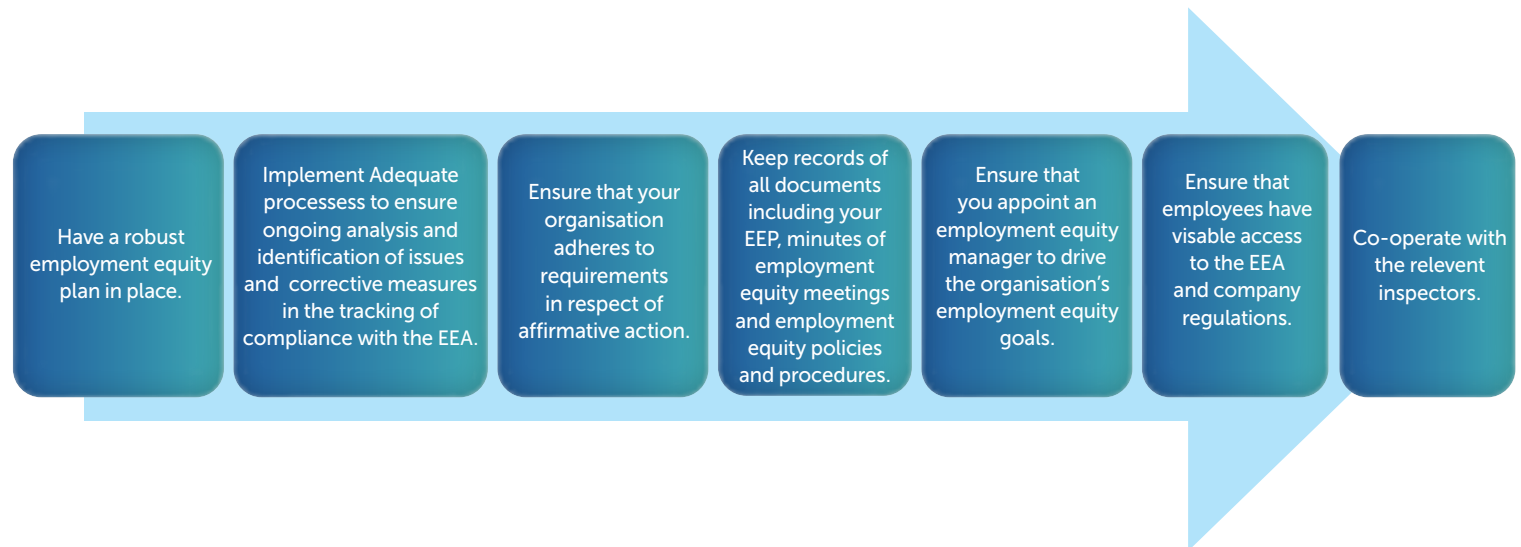 Have a robust
employment equity
plan in place.
Implement Adequate
processess to ensure
ongoing analysis and
identification of issues
and  corrective measures
in the tracking of
compliance with the EEA.
Ensure that your
organisation
adheres to
requirements
in respect of
affirmative action.
Keep records of
all documents
including your
EEP, minutes of
employment
equity meetings
and employment
equity policies
and procedures.
Ensure that
you appoint an
employment equity
manager to drive
the organisation’s
employment equity
goals.
Ensure that
employees have
visable access
to the EEA
and company
regulations.
Co-operate with
the relevent
inspectors.